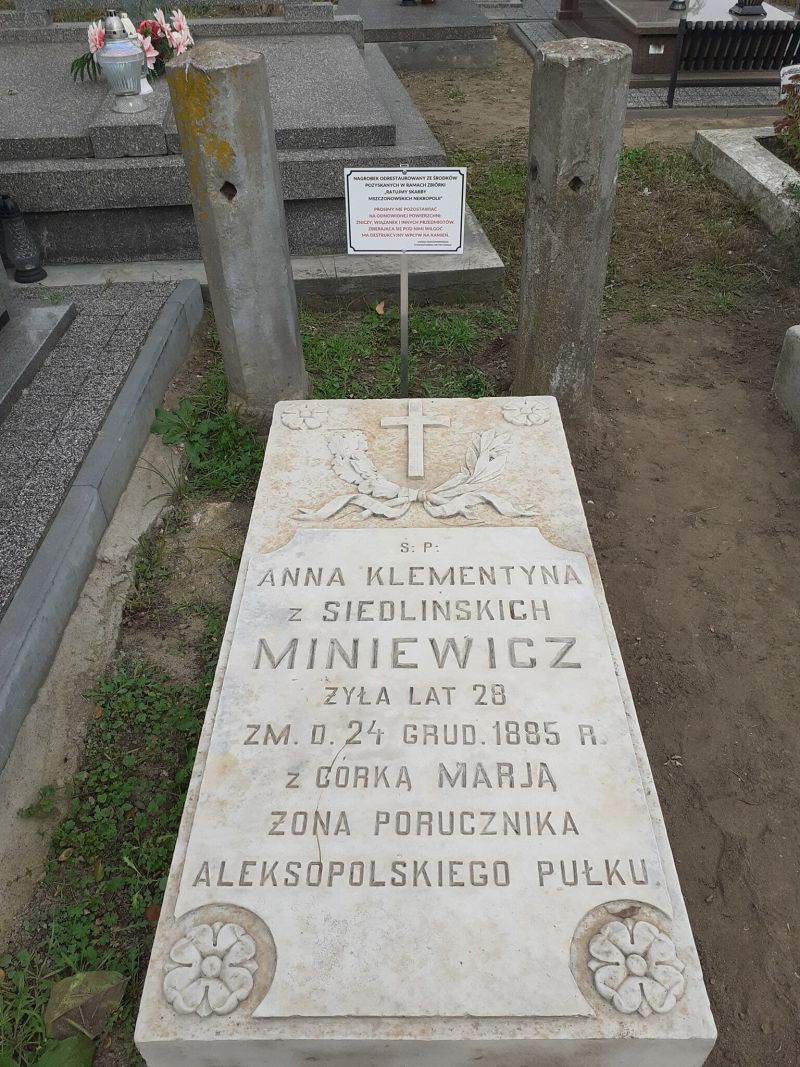 NAGROBEK ODRESTAUROWANY ZE ŚRODKÓW
POZYSKANYCH W RAMACH ZBIÓRKI
„RATUJMY SKARBY
MSZCZONOWSKICH NEKROPOLII"
PROSIMY NIE POZOSTAWIAĆ
NA ODNOWIONEJ POWIERZCHNI:
ZNICZY, WIĄZANEK I INNYCH PRZEDMIOTÓW.
ZBIERAJĄCA SIĘ POD NIMI WILGOĆ
MA DESTRUKCYJNY WPŁYW NA KAMIEŃ.
S: P:
ANNA KLEMENTYNA
z SIEDLINSKICH
MINIEWICZ
ŻYŁA LAT 28
ZM. D. 24 GRUD. 1885 R.
z CÓRKĄ MARJĄ
ŻONA PORUCZNIKA
ALEKSOPOLSKIEGO PUŁKU